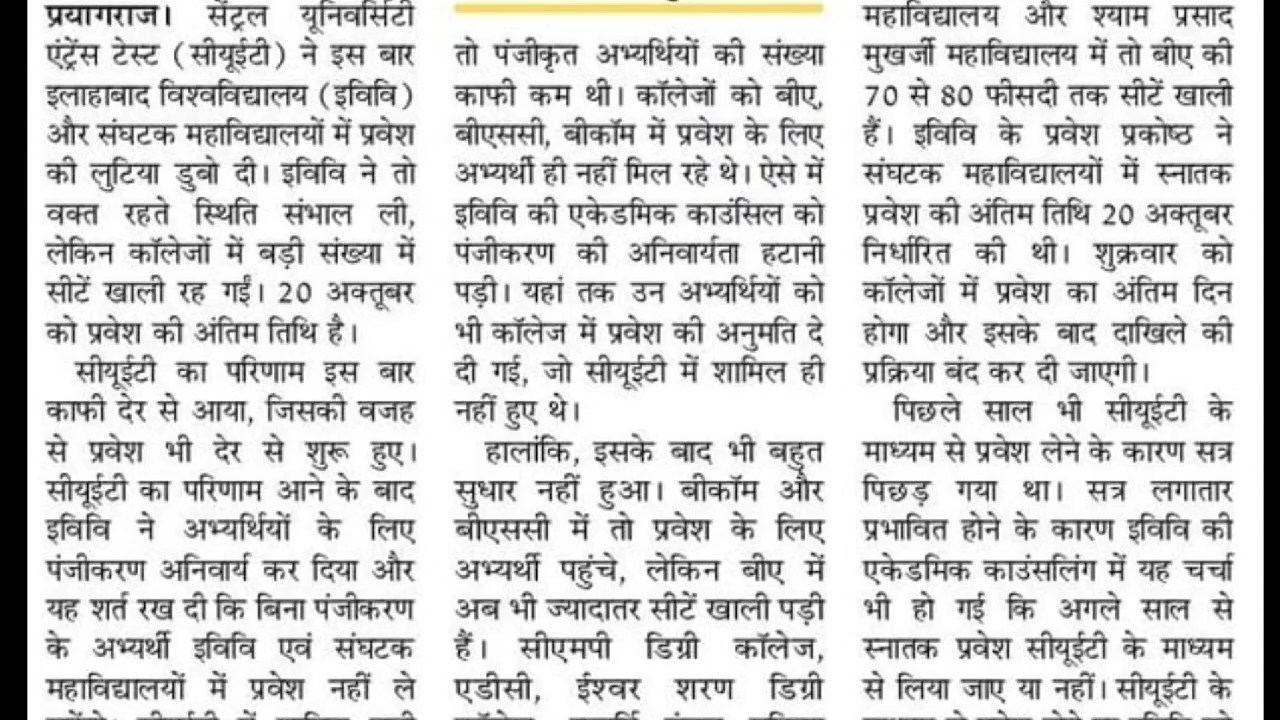 प्रयागराज। सेंट्रल यूनिवर्सिटी
एंट्रेंस टेस्ट (सीयूईटी) ने इस बार
इलाहाबाद विश्वविद्यालय (इविवि)
और संघटक महाविद्यालयों में प्रवेश
की लुटिया डुबो दी। इविवि ने तो
वक्त रहते स्थिति संभाल ली,
लेकिन कॉलेजों में बड़ी संख्या में
सीटें खाली रह गईं। 20 अक्तूबर
को प्रवेश की अंतिम तिथि है।
सीयूईटी का परिणाम इस बार
काफी देर से आया, जिसकी वजह
से प्रवेश भी देर से शुरू हुए।
सीयूईटी का परिणाम आने के बाद
इविवि ने अभ्यर्थियों के लिए
पंजीकरण अनिवार्य कर दिया और
यह शर्त रख दी कि बिना पंजीकरण
के अभ्यर्थी इविवि एवं संघटक
महाविद्यालयों में प्रवेश नहीं ले
तो पंजीकृत अभ्यर्थियों की संख्या
काफी कम थी। कॉलेजों को बीए,
बीएससी, बीकॉम में प्रवेश के लिए
अभ्यर्थी ही नहीं मिल रहे थे। ऐसे में
इविवि की एकेडमिक काउंसिल को
पंजीकरण की अनिवार्यता हटानी
पड़ी। यहां तक उन अभ्यर्थियों को
भी कॉलेज में प्रवेश की अनुमति दे
दी गई, जो सीयूईटी में शामिल ही
नहीं हुए थे।
हालांकि, इसके बाद भी बहुत
सुधार नहीं हुआ। बीकॉम और
बीएससी में तो प्रवेश के लिए
अभ्यर्थी पहुंचे, लेकिन बीए में
अब भी ज्यादातर सीटें खाली पड़ी
हैं। सीएमपी डिग्री कॉलेज,
एडीसी, ईश्वर शरण डिग्री
महाविद्यालय और श्याम प्रसाद
मुखर्जी महाविद्यालय में तो बीए की
70 से 80 फीसदी तक सीटें खाली
हैं। इविवि के प्रवेश प्रकोष्ठ ने
संघटक महाविद्यालयों में स्नातक
प्रवेश की अंतिम तिथि 20 अक्तूबर
निर्धारित की थी। शुक्रवार को
कॉलेजों में प्रवेश का अंतिम दिन
होगा और इसके बाद दाखिले की
प्रक्रिया बंद कर दी जाएगी।
पिछले साल भी सीयूईटी के
माध्यम से प्रवेश लेने के कारण सत्र
पिछड़ गया था। सत्र लगातार
प्रभावित होने के कारण इविवि की
एकेडमिक काउंसलिंग में यह चर्चा
भी हो गई कि अगले साल से
स्नातक प्रवेश सीयूईटी के माध्यम
से लिया जाए या नहीं। सीयूईटी के